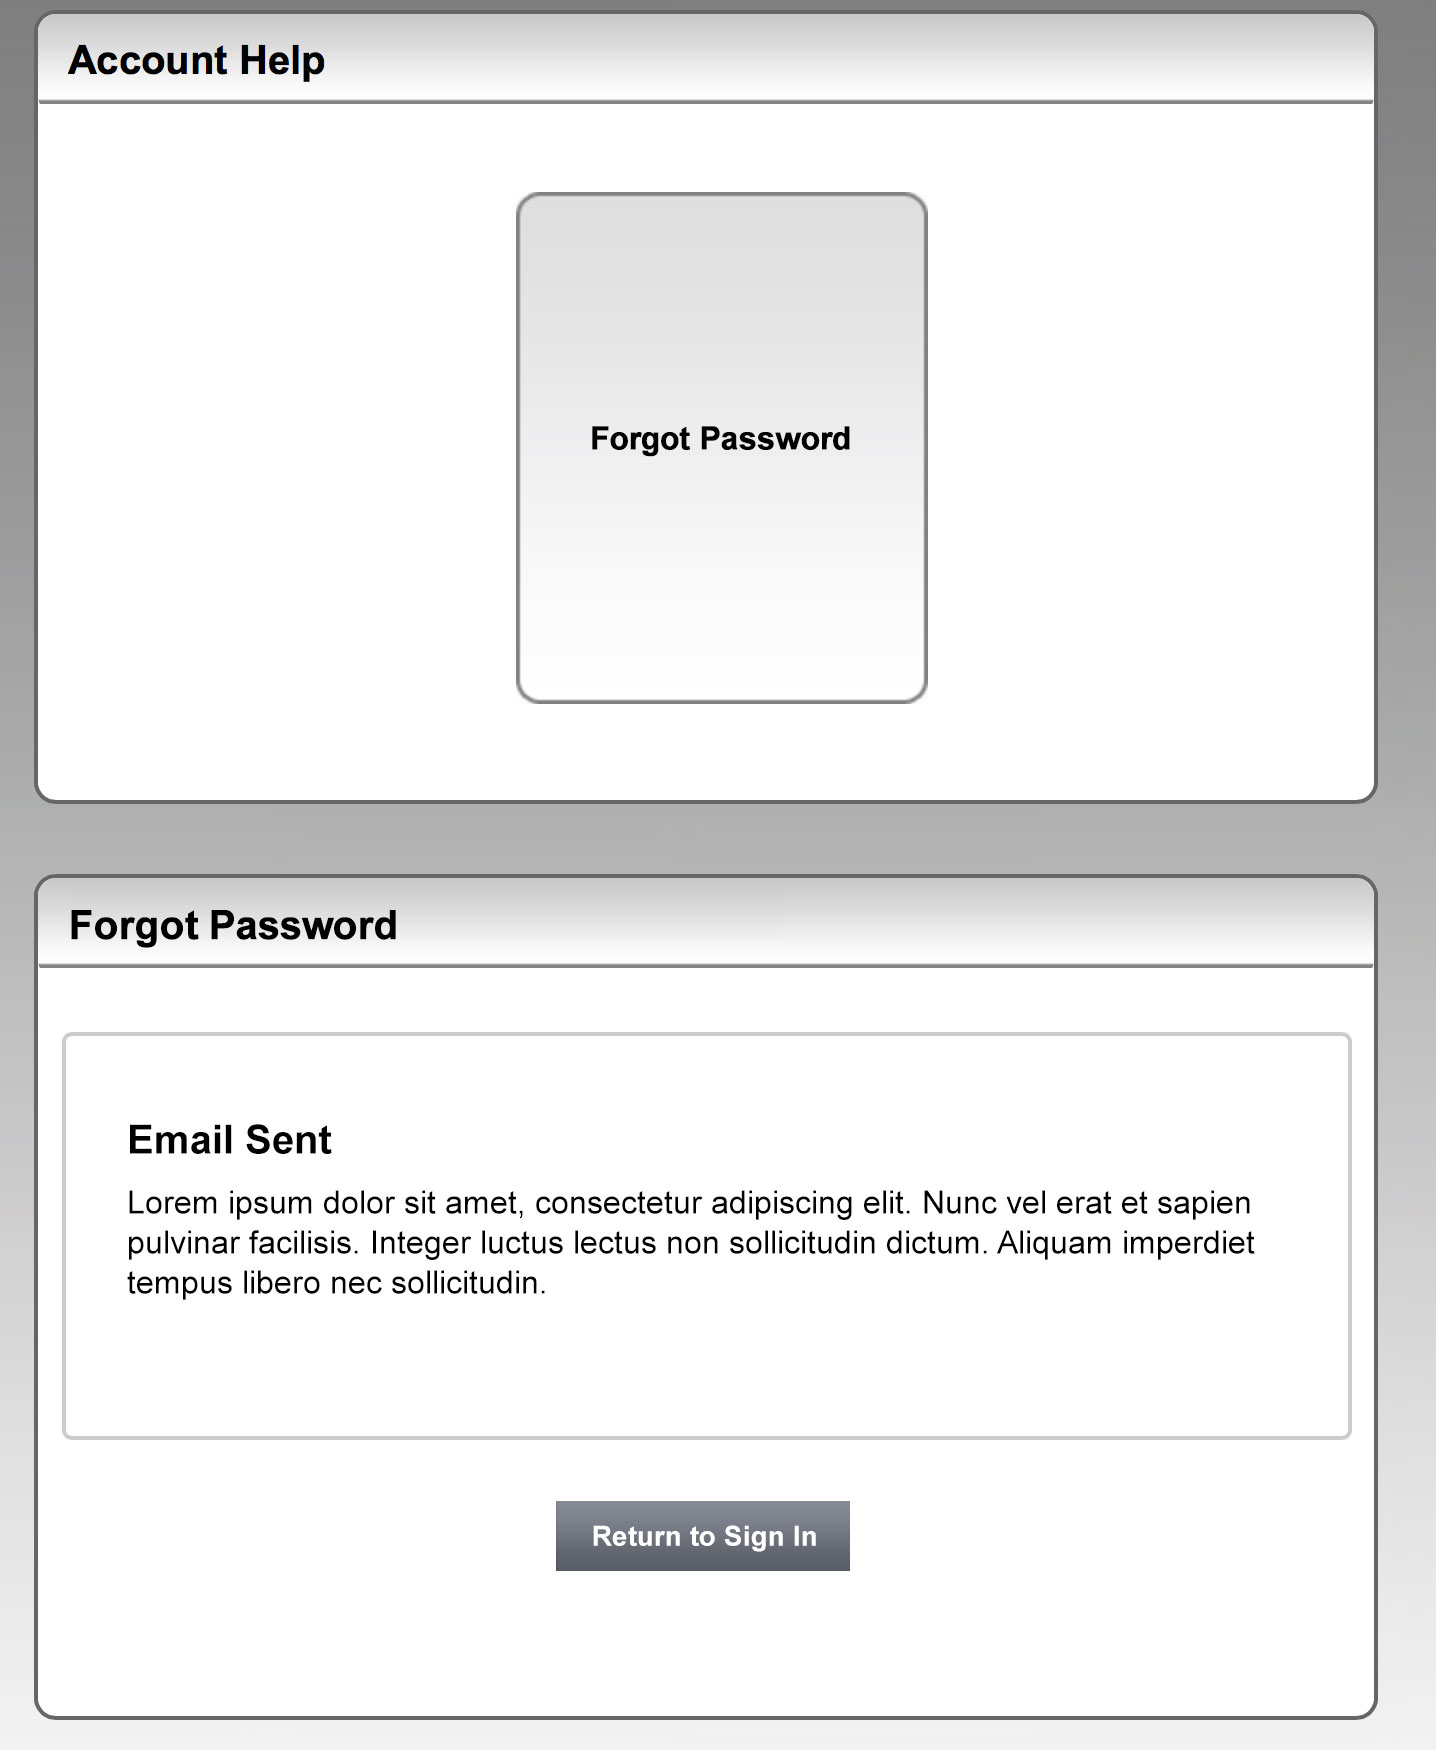 Account Help
Forgot Password
Forgot Password
Email Sent
Lorem ipsum dolor sit amet, consectetur adipiscing elit. Nunc vel erat et sapien
pulvinar facilisis. Integer luctus lectus non sollicitudin dictum. Aliquam imperdiet
tempus libero nec sollicitudin.
Return to Sign In